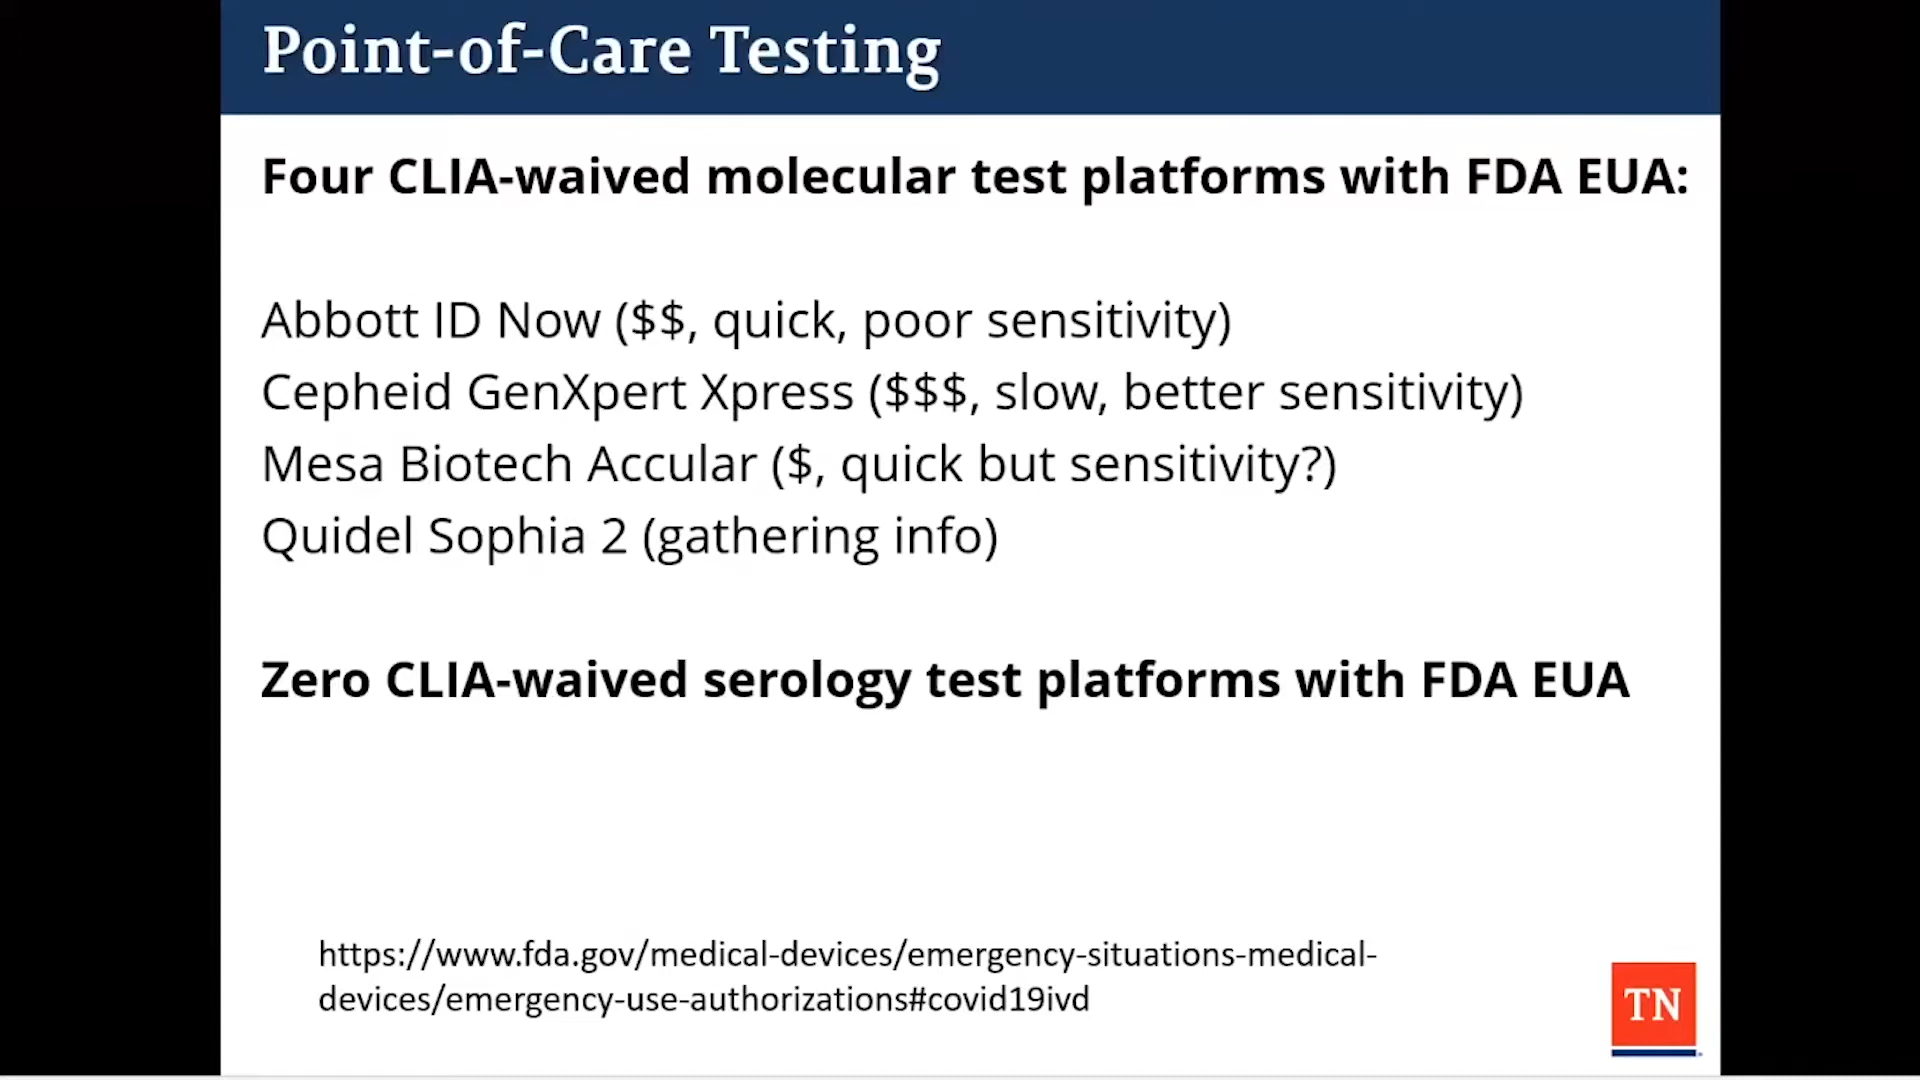 Point-of-Care Testing
Four CLIA-waived molecular test platforms with FDA EUA:
Abbott ID Now ($$, quick, poor sensitivity)
Cepheid GenXpert Xpress ($$$, slow, better sensitivity)
Mesa Biotech Accular ($, quick but sensitivity?)
Quidel Sophia 2 (gathering info)
Zero CLIA-waived serology test platforms with FDA EUA
https://www.fda.gov/medical-devices/emergency-situations-medical-
devices/emergency-use-authorizations#covid19ivd
TN